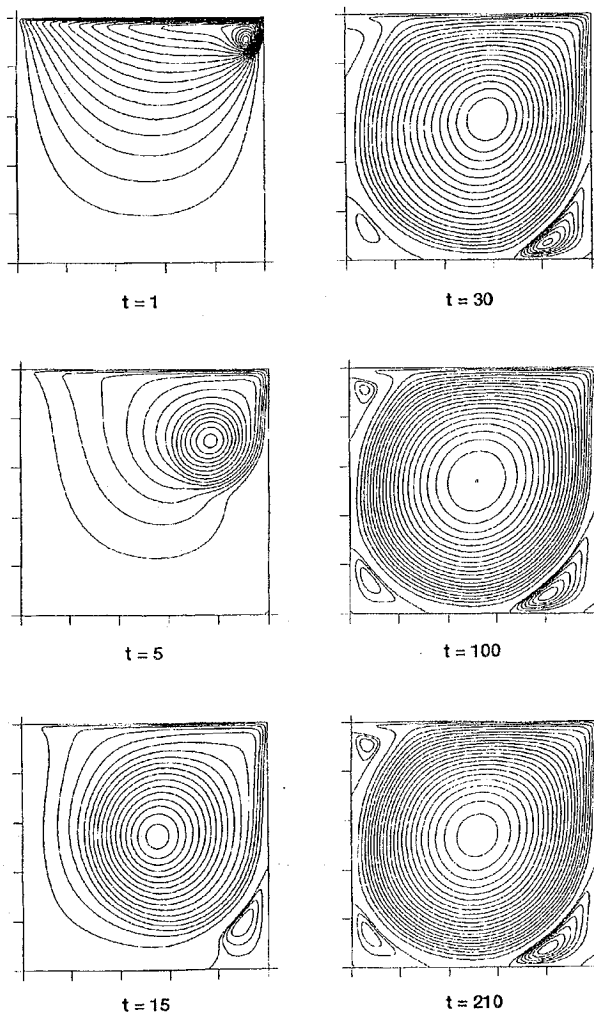 t = 1
t = 30
t = 5
t = 100
t = 15
t = 210